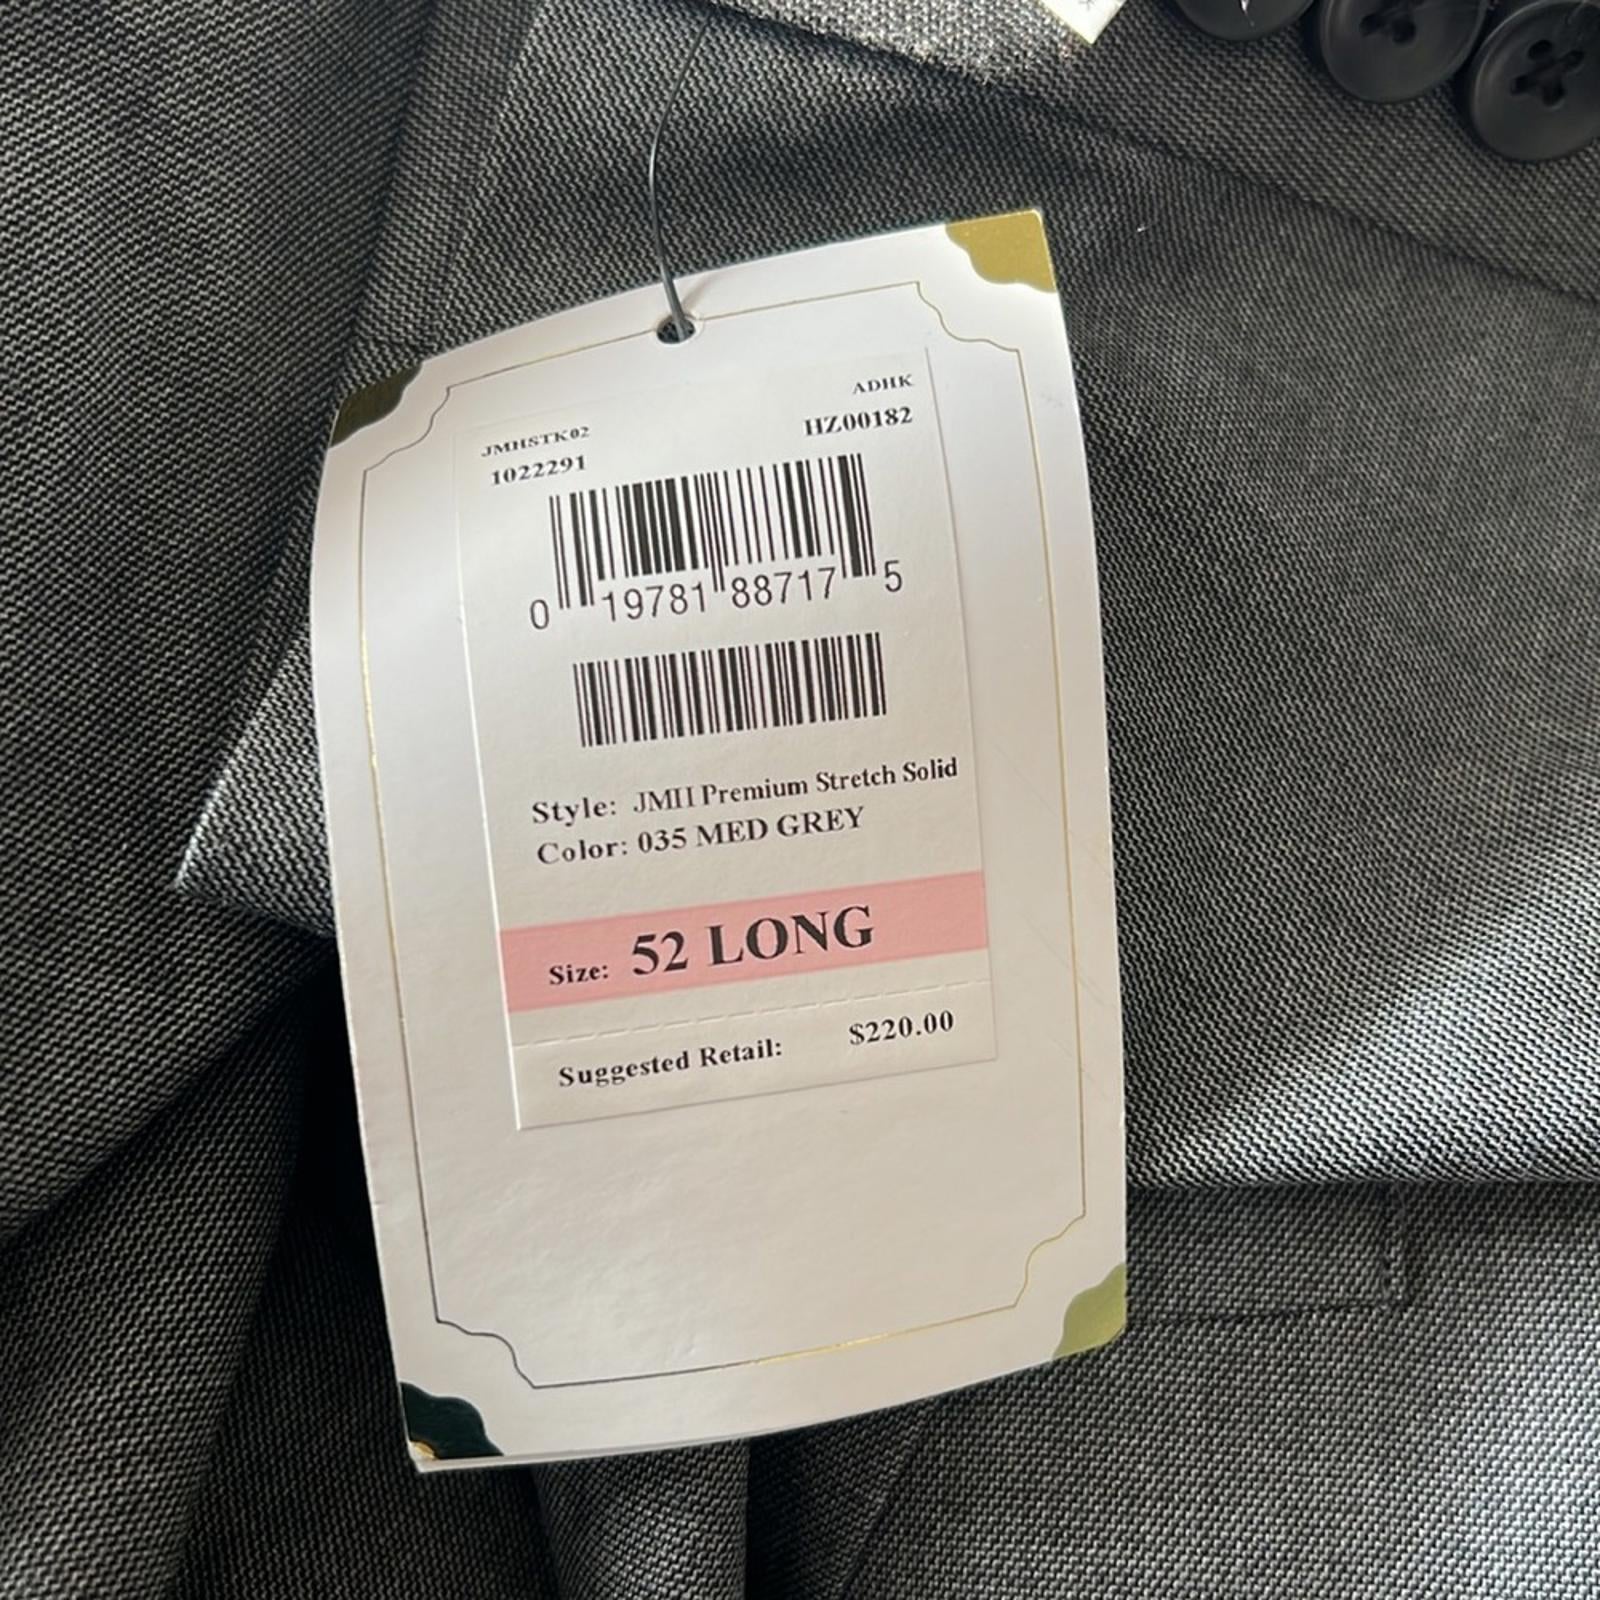 ADHK
JMHSTK02
HZ00182
1022291
0 19781 88717 5
Style: JMH Premium Stretch Solid
Color: 035 MED GREY
Size: 52 LONG
Suggested Retail: $220.00